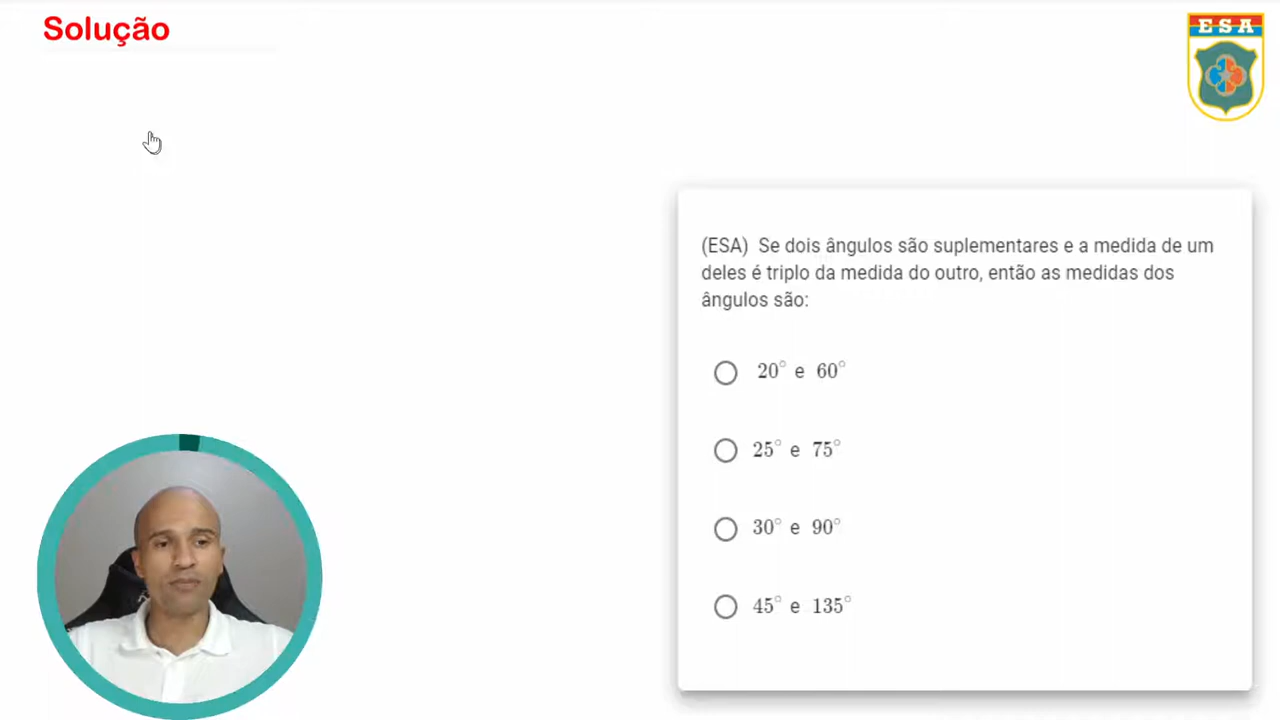 Solução
ESA
(ESA) Se dois ângulos são suplementares e a medida de um
deles é triplo da medida do outro, então as medidas dos
ângulos são:
20° e 60°
25° e 75°
30° e 90°
45° e 135°